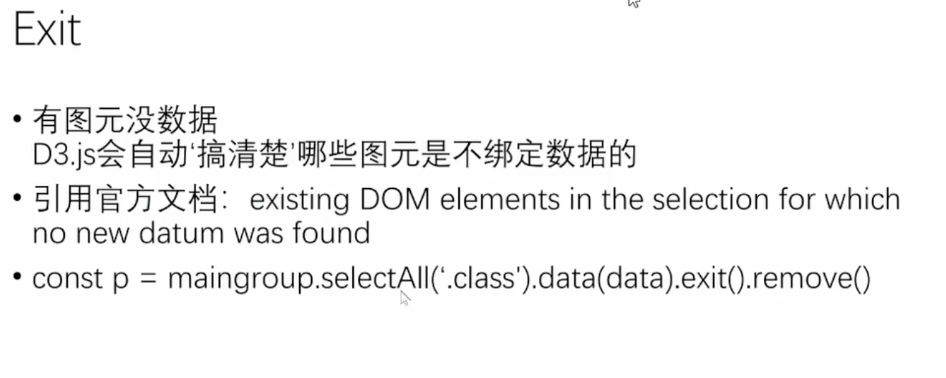 Exit
• 有图元没数据
D3.js会自动‘搞清楚’哪些图元是不绑定数据的
• 引用官方文档：existing DOM elements in the selection for which
no new datum was found
• const p = maingroup.selectAll(‘.class’).data(data).exit().remove()